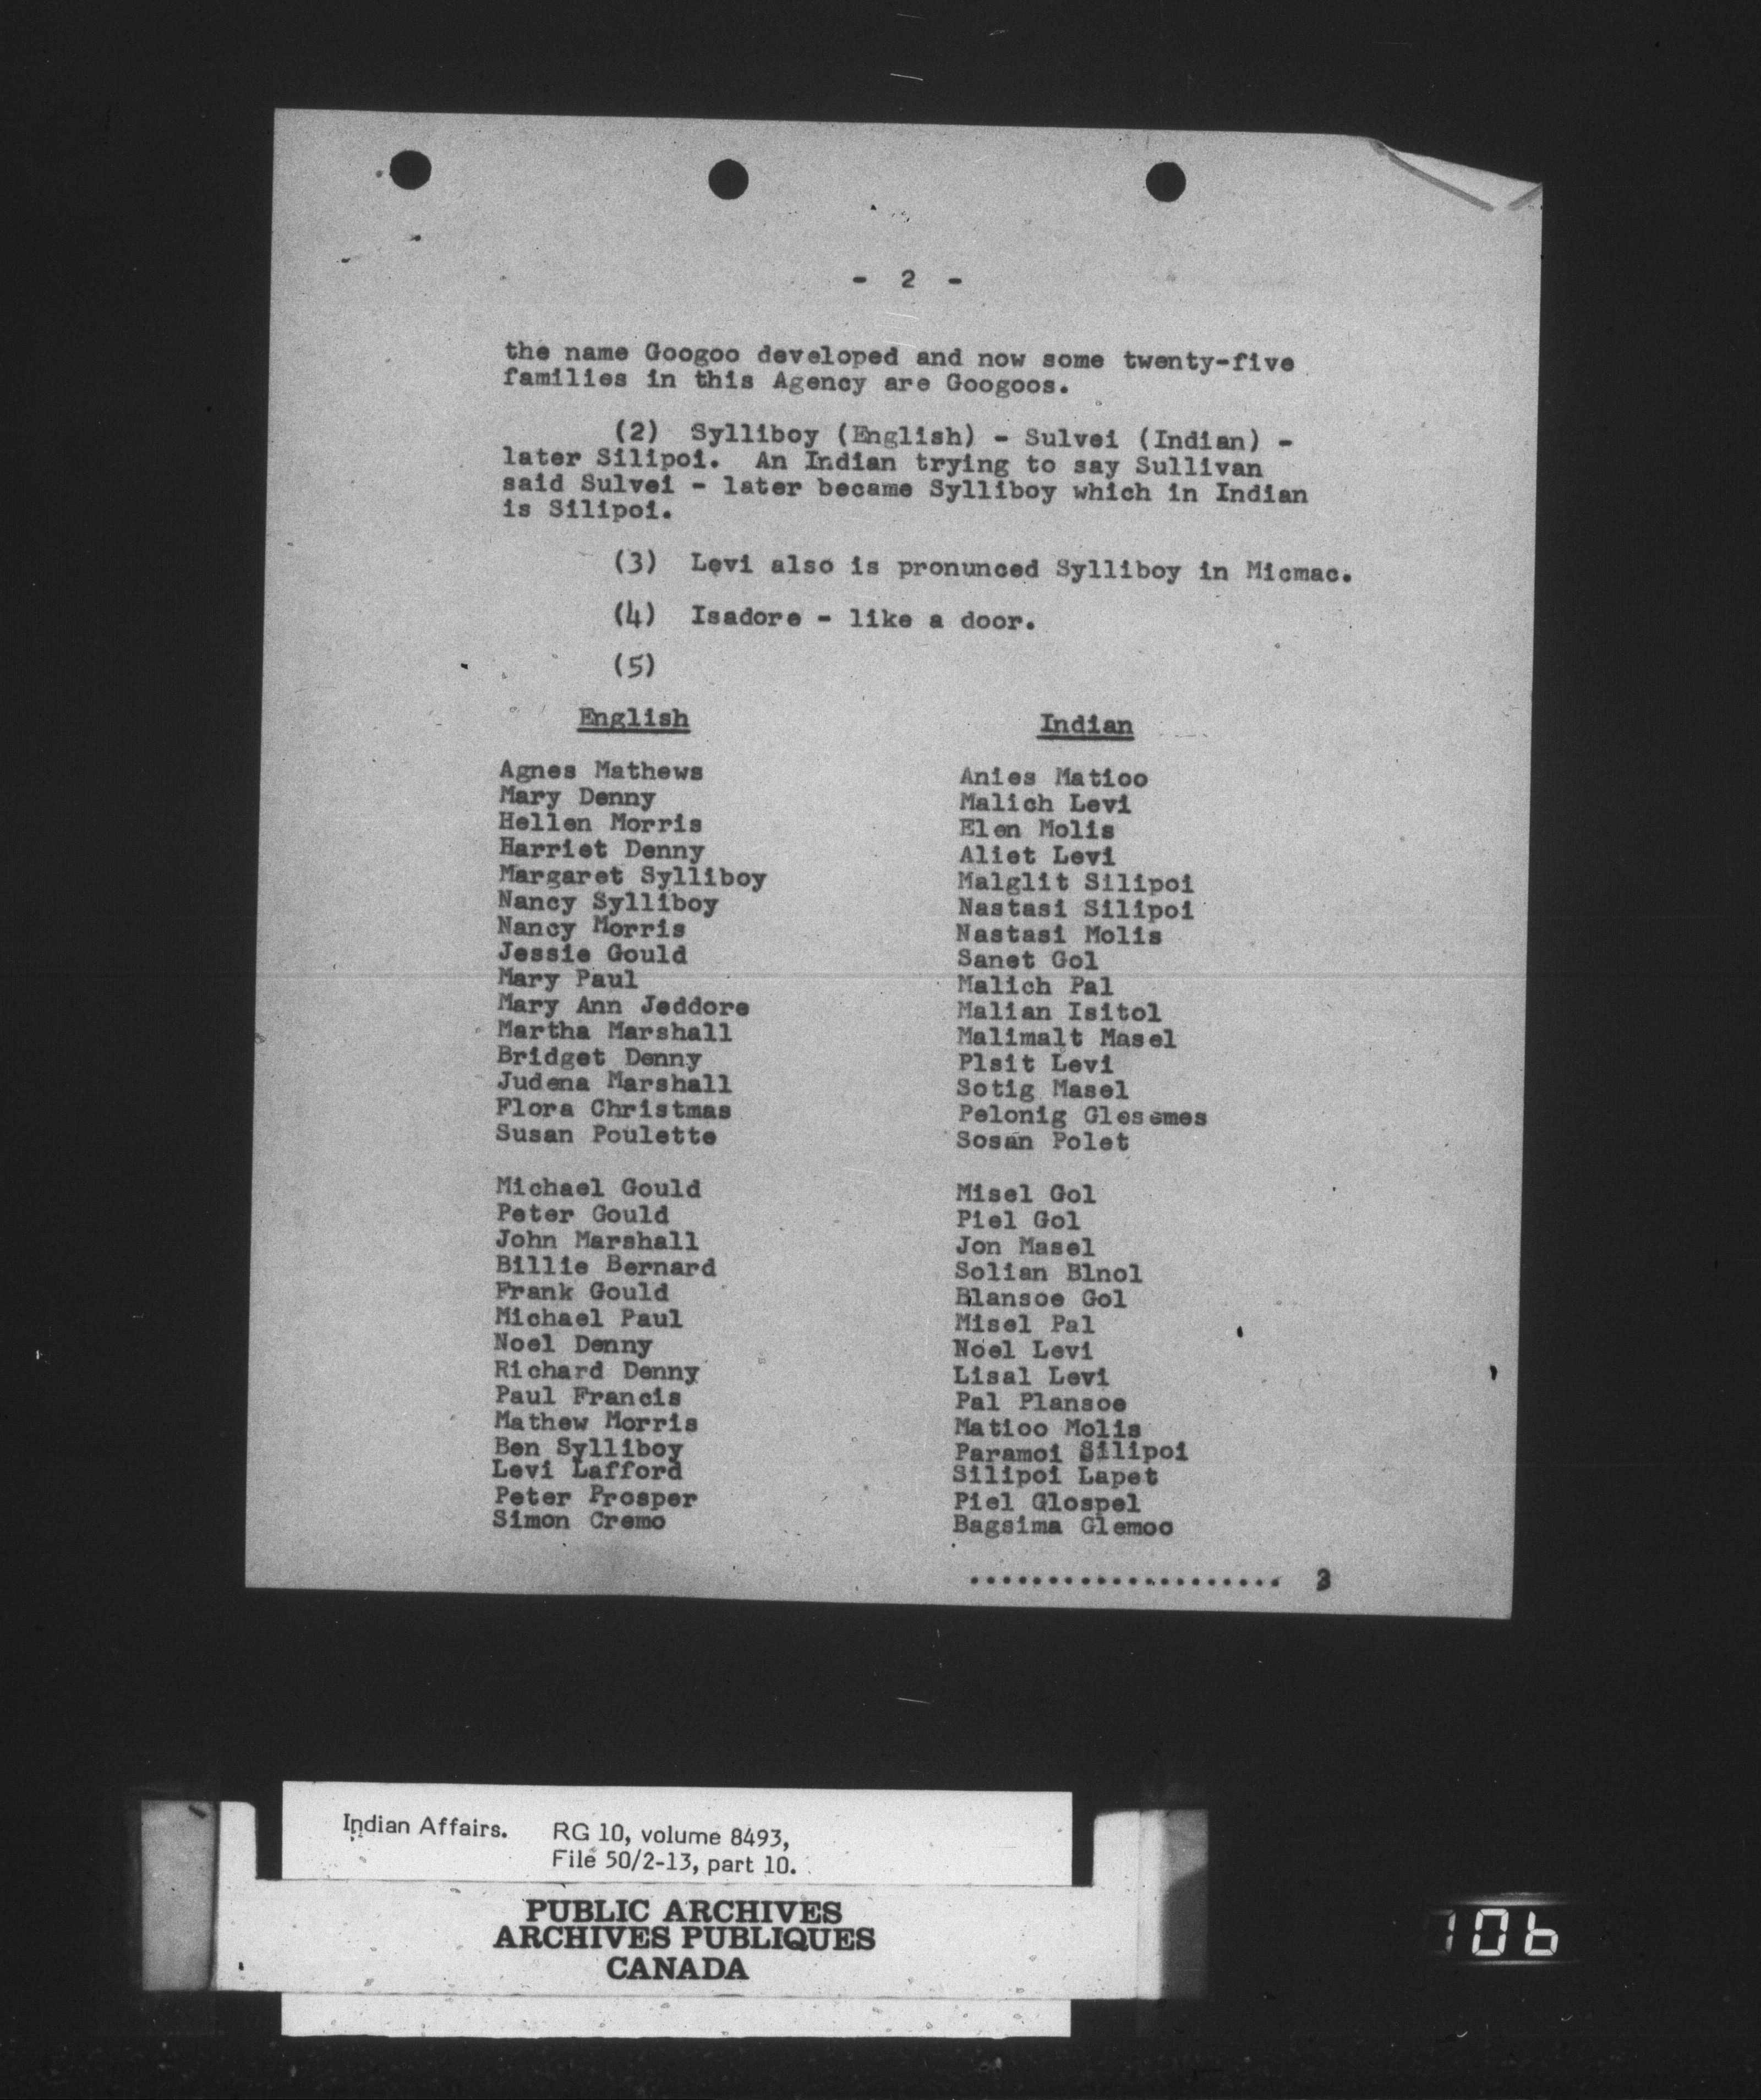 - 2 -
the name Googoo developed and now some twenty-five
families in this Agency are Googoos.
(2) Sylliboy (English) - Sulvei (Indian) -
later Silipoi. An Indian trying to say Sullivan
said Sulvei - later became Sylliboy which in Indian
is Silipoi.
(3) Levi also is pronunced Sylliboy in Micmac.
(4) Isadore - like a door.
(5)
English Indian
Agnes Mathews Anies Matioo
Mary Denny Malich Levi
Hellen Morris Elen Molis
Harriet Denny Aliet Levi
Margaret Sylliboy Malglit Silipoi
Nancy Sylliboy Nastasi Silipoi
Nancy Morris Nastasi Molis
Jessie Gould Sanet Gol
Mary Paul Malich Pal
Mary Ann Jeddore Malian Isitol
Martha Marshall Malimalt Masel
Bridget Denny Plsit Levi
Judena Marshall Sotig Masel
Flora Christmas Pelonig Glesemes
Susan Poulette Sosan Polet
Michael Gould Misel Gol
Peter Gould Piel Gol
John Marshall Jon Masel
Billie Bernard Solian Blnol
Frank Gould Blansoe Gol
Michael Paul Misel Pal
Noel Denny Noel Levi
Richard Denny Lisal Levi
Paul Francis Pal Plansoe
Mathew Morris Matioo Molis
Ben Sylliboy Paramoi Silipoi
Levi Lafford Silipoi Lapet
Peter Prosper Piel Glospel
Simon Cremo Bagsima Glemoo
.................... 3
Indian Affairs. RG 10, volume 8493,
File 50/2-13, part 10.
PUBLIC ARCHIVES
ARCHIVES PUBLIQUES
CANADA
106